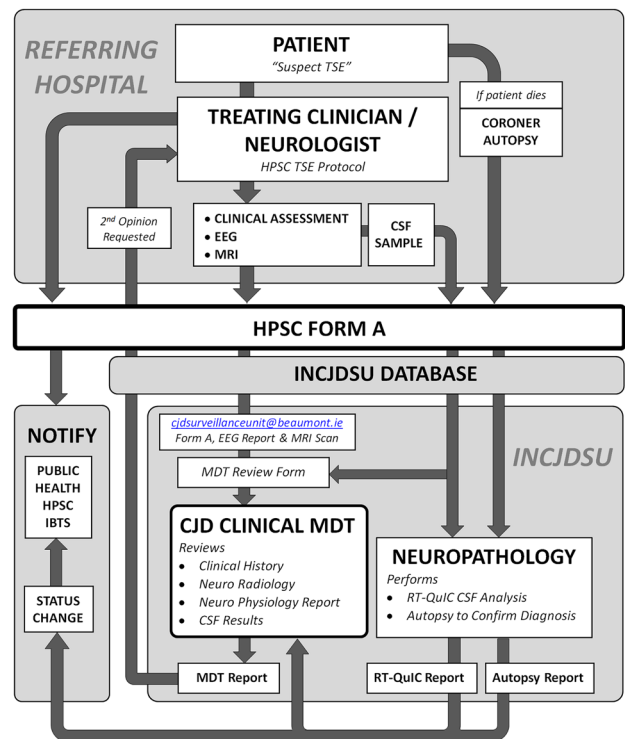 REFERRING
HOSPITAL
PATIENT
“Suspect TSE”
If patient dies
CORONER
AUTOPSY
TREATING CLINICIAN /
NEUROLOGIST
HPSC TSE Protocol
2nd Opinion
Requested
• CLINICAL ASSESSMENT
• EEG
• MRI
CSF
SAMPLE
HPSC FORM A
INCJDSU DATABASE
NOTIFY
PUBLIC
HEALTH
HPSC
IBTS
STATUS
CHANGE
INCJDSU
cjdsurveillanceunit@beaumont.ie
Form A, EEG Report & MRI Scan
MDT Review Form
CJD CLINICAL MDT
Reviews
• Clinical History
• Neuro Radiology
• Neuro Physiology Report
• CSF Results
NEUROPATHOLOGY
Performs
• RT-QuIC CSF Analysis
• Autopsy to Confirm Diagnosis
MDT Report
RT-QuIC Report
Autopsy Report